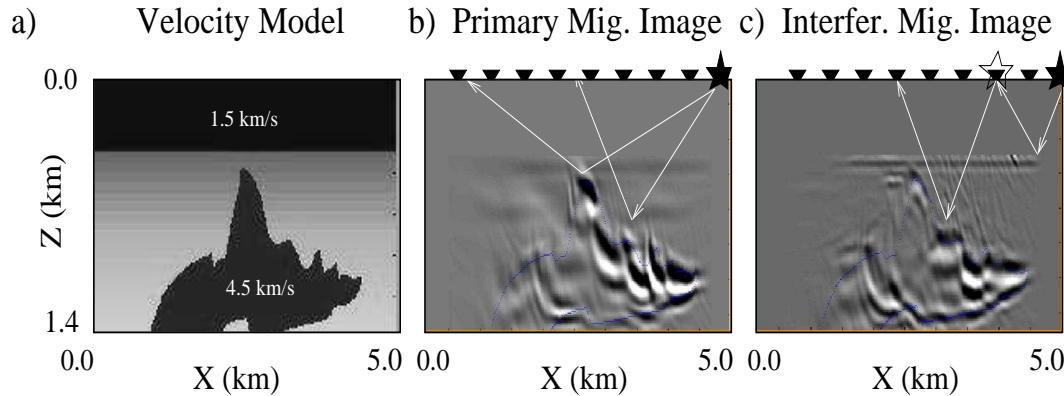 a) Velocity Model
b) Primary Mig. Image
c) Interfer. Mig. Image
0.0
Z (km)
1.4
1.5 km/s
4.5 km/s
0.0 5.0
X (km)
0.0 5.0
X (km)
0.0 5.0
X (km)